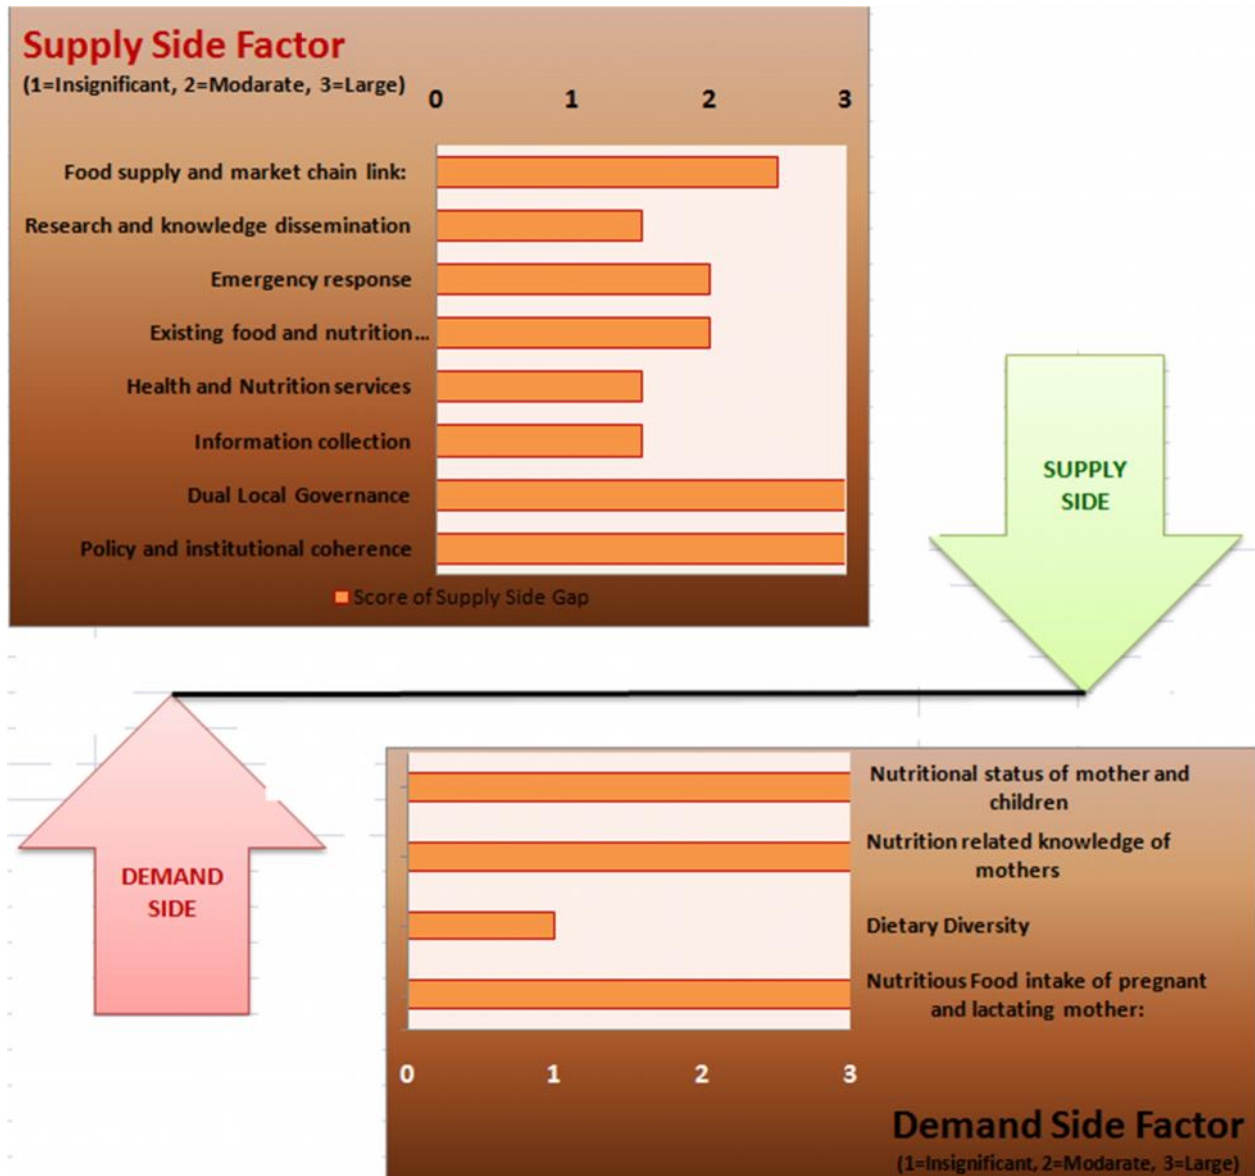 Supply Side Factor
(1=Insignificant, 2=Modarate, 3=Large)
0 1 2 3
Food supply and market chain link:
Research and knowledge dissemination
Emergency response
Existing food and nutrition...
Health and Nutrition services
Information collection
Dual Local Governance
Policy and institutional coherence
Score of Supply Side Gap
SUPPLY
SIDE
DEMAND
SIDE
Nutritional status of mother and
children
Nutrition related knowledge of
mothers
Dietary Diversity
Nutritious Food intake of pregnant
and lactating mother:
0 1 2 3
Demand Side Factor
(1=Insignificant, 2=Modarate, 3=Large)